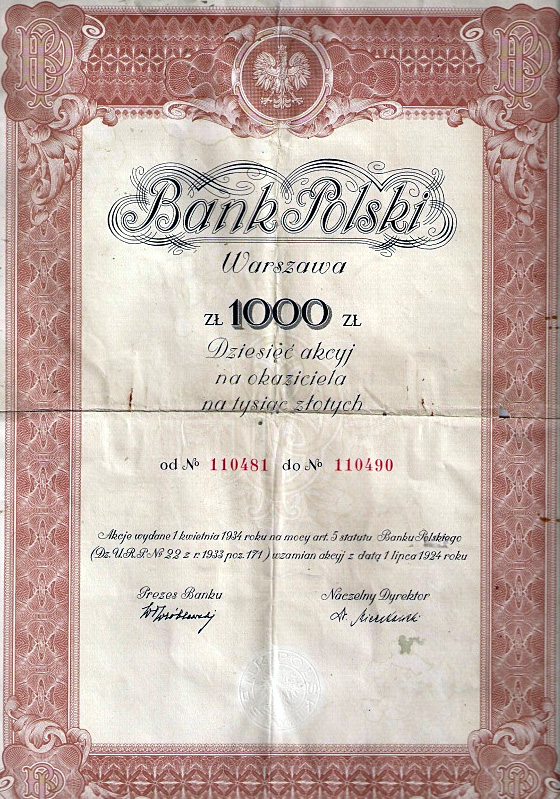 Bank Polski
Warszawa
ZŁ 1000 ZŁ
Dziesięć akcyj
na okaziciela
na tysiąc złotych
od № 110481 do № 110490
Akcje wydane 1 kwietnia 1934 roku na mocy art. 5 statutu Banku Polskiego
(Dz. U.R.P. № 22 z r. 1933 poz. 171) wzamian akcyj z datą 1 lipca 1924 roku
Prezes Banku Naczelny Dyrektor